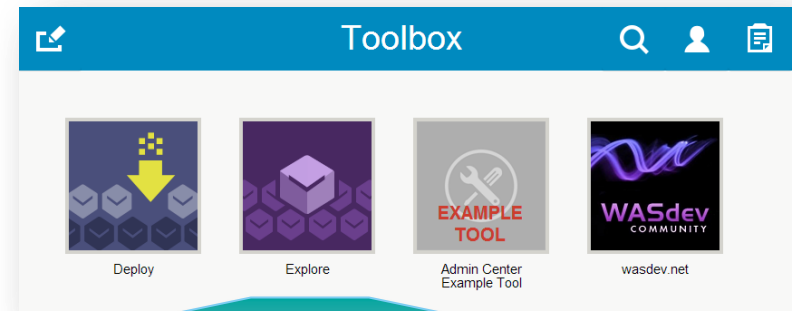 Toolbox
EXAMPLE
TOOL
WASdev
COMMUNITY
Deploy
Explore
Admin Center
Example Tool
wasdev.net